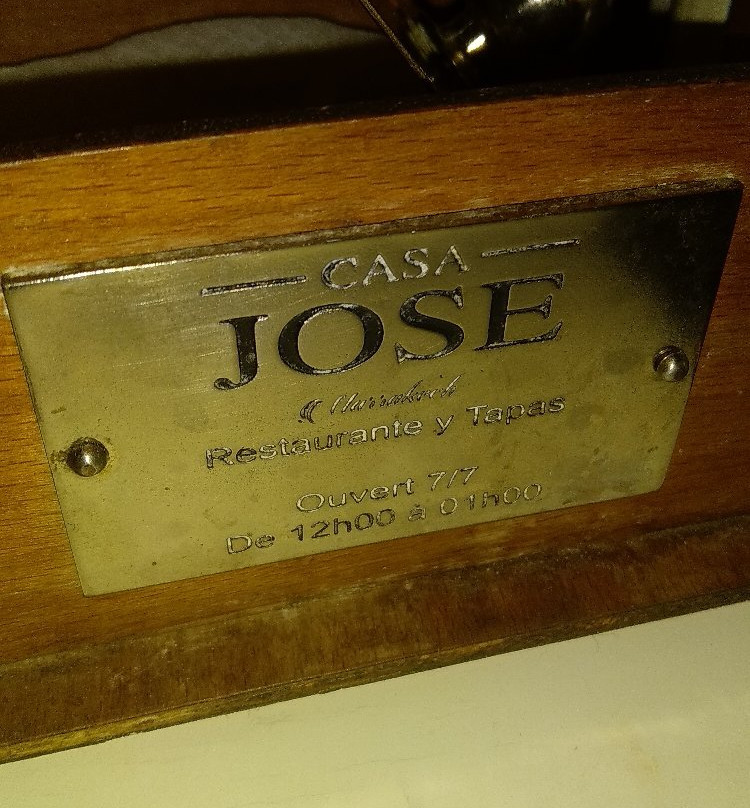 CASA
JOSE
Marrakech
Restaurante y Tapas
Ouvert 7/7
De 12h00 à 01h00